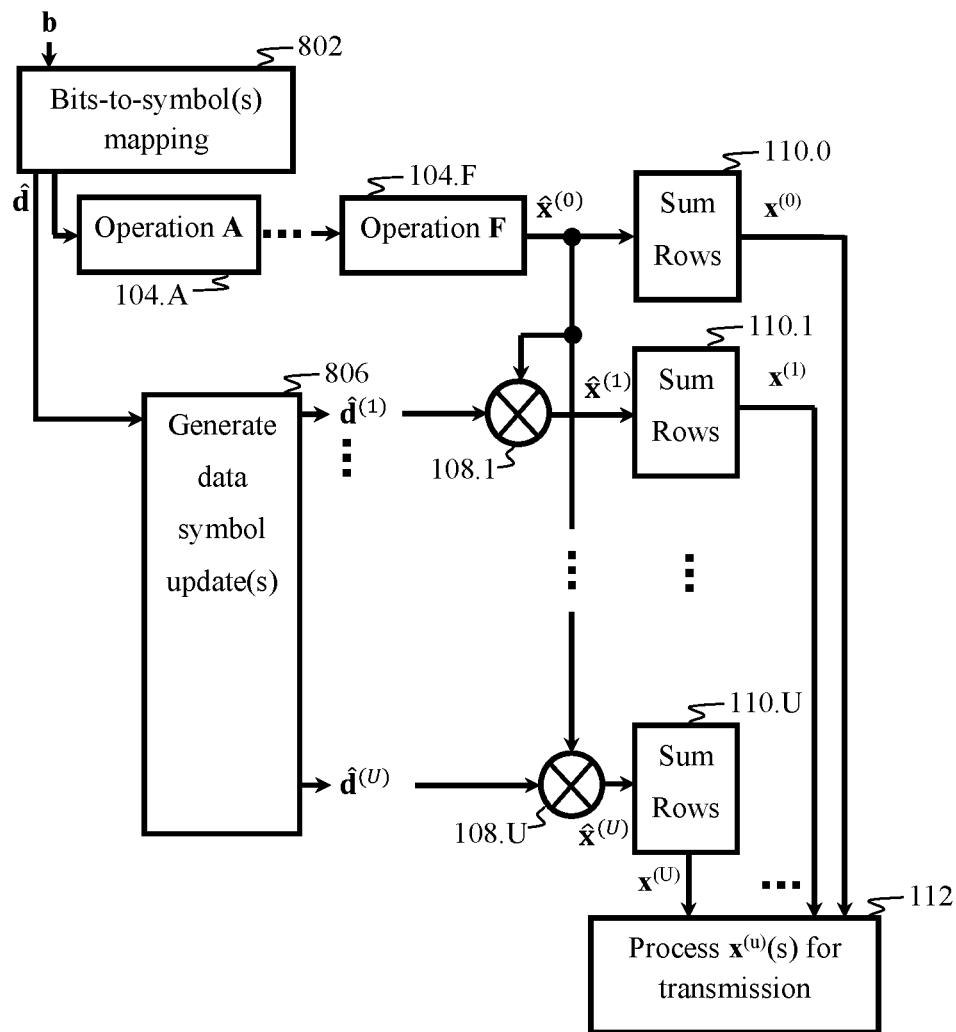 b
802
Bits-to-symbol(s)
mapping
d̂
110.0
104.F
x̂⁽⁰⁾
Sum
Rows
x⁽⁰⁾
Operation A
Operation F
104.A
110.1
806
x̂⁽¹⁾
Sum
Rows
x⁽¹⁾
Generate
data
symbol
update(s)
d̂⁽¹⁾
108.1
110.U
Sum
Rows
d̂⁽ᵁ⁾
108.U
x̂⁽ᵁ⁾
x⁽ᵁ⁾
112
Process x⁽ᵘ⁾(s) for
transmission